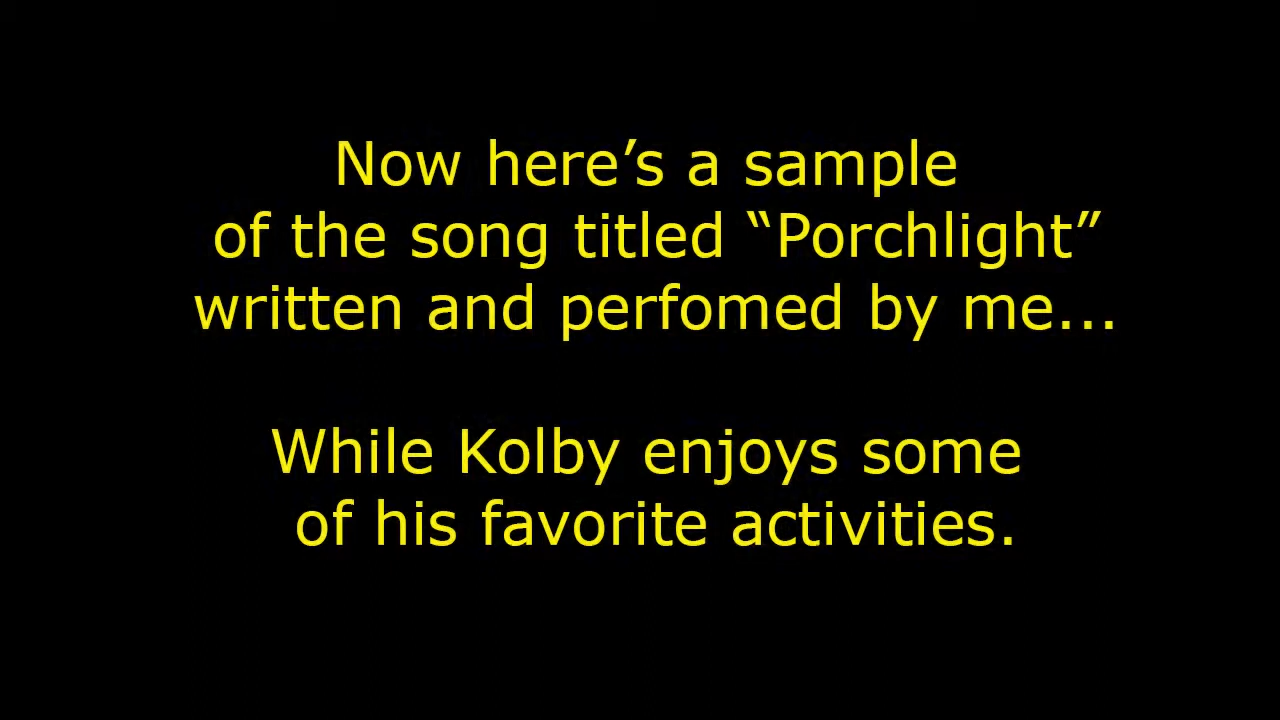 Now here’s a sample
of the song titled “Porchlight”
written and perfomed by me...
While Kolby enjoys some
of his favorite activities.